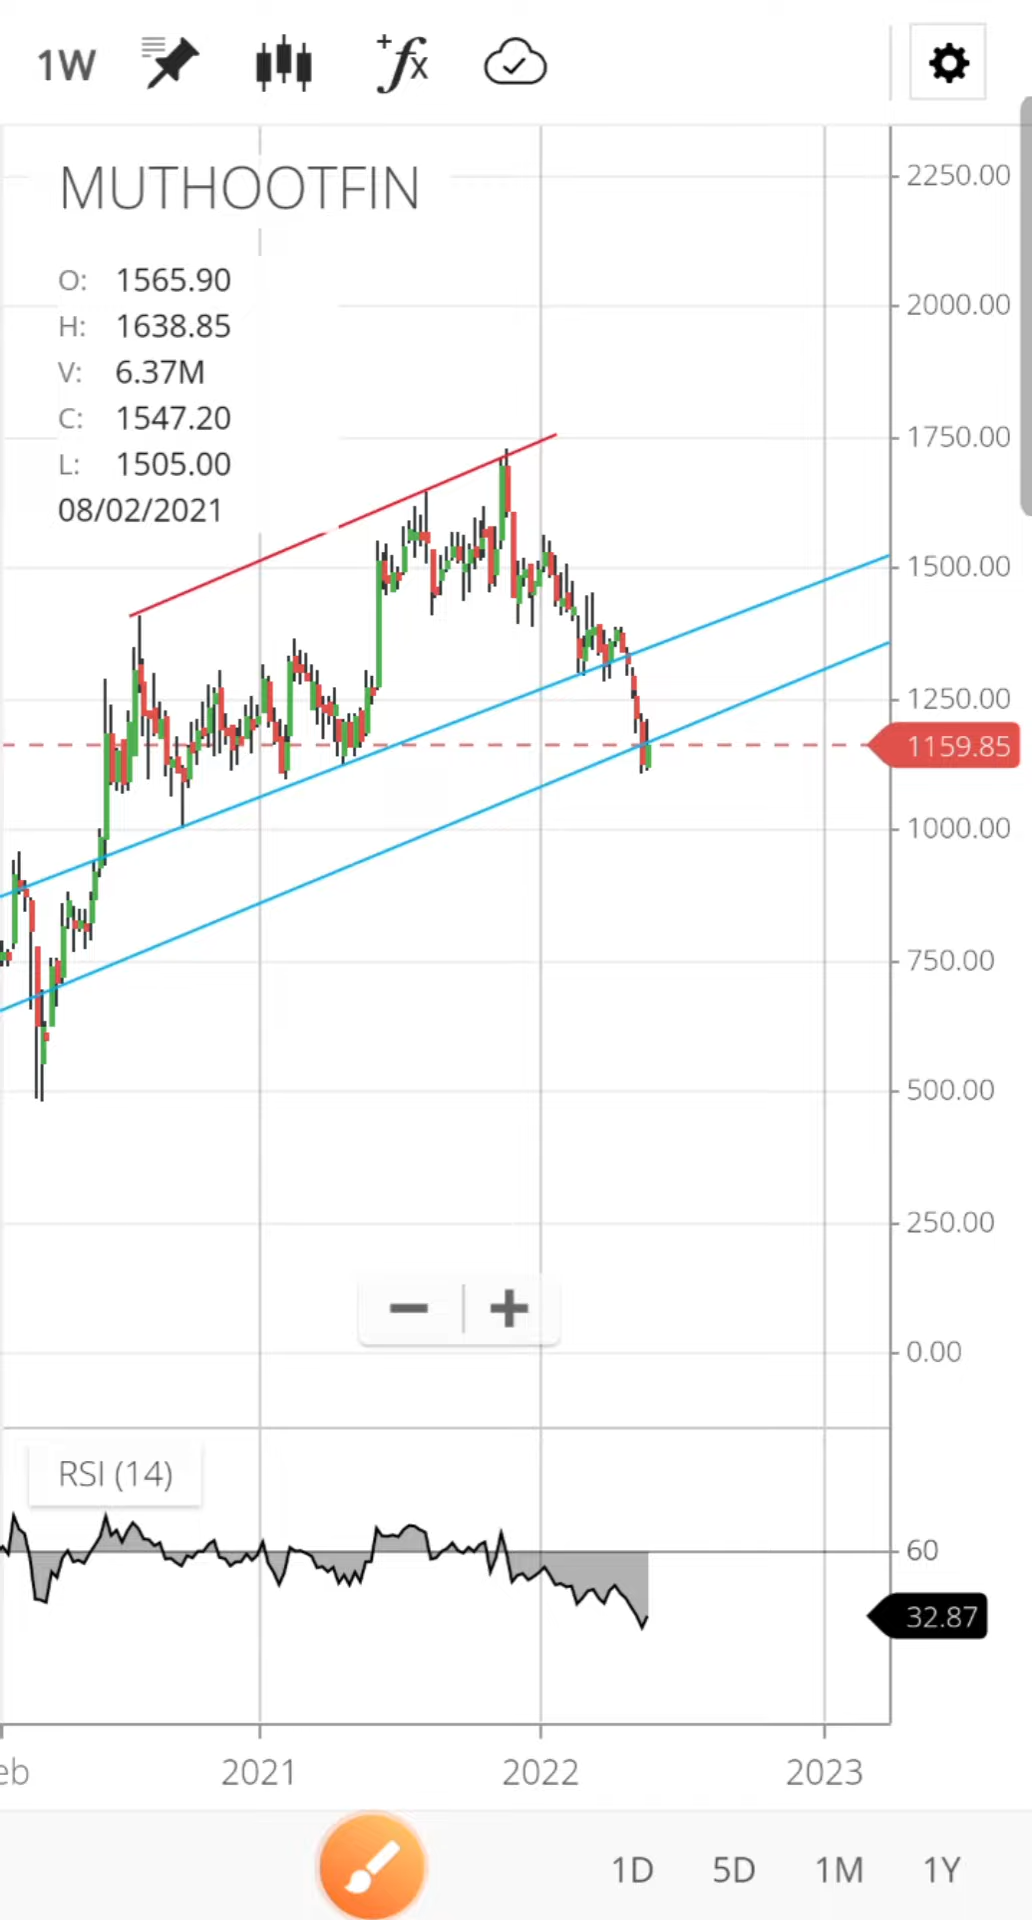 1W
+fx
MUTHOOTFIN
O: 1565.90
H: 1638.85
V: 6.37M
C: 1547.20
L: 1505.00
08/02/2021
2250.00
2000.00
1750.00
1500.00
1250.00
1159.85
1000.00
750.00
500.00
250.00
0.00
RSI (14)
60
32.87
eb 2021 2022 2023
1D 5D 1M 1Y